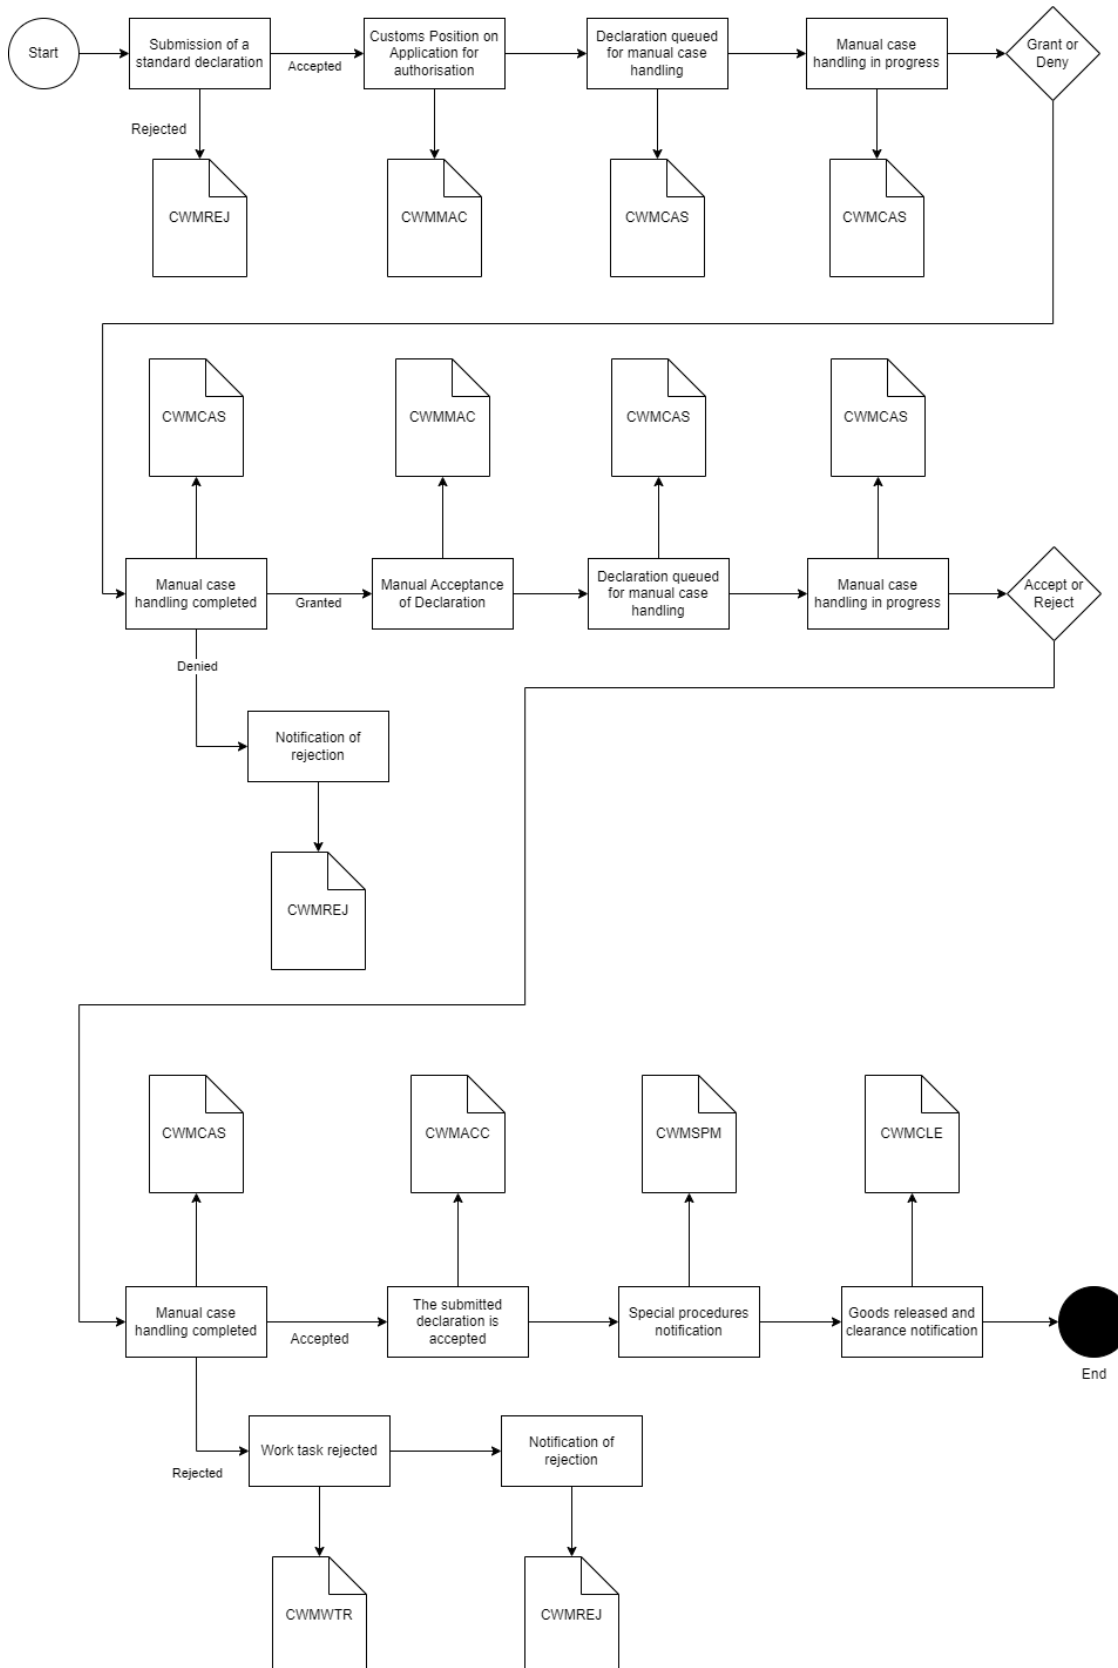 Start
Submission of a
standard declaration
Accepted
Customs Position on
Application for
authorisation
Declaration queued
for manual case
handling
Manual case
handling in progress
Grant or
Deny
Rejected
CWMREJ
CWMMAC
CWMCAS
CWMCAS
CWMCAS
CWMMAC
CWMCAS
CWMCAS
Manual case
handling completed
Granted
Manual Acceptance
of Declaration
Declaration queued
for manual case
handling
Manual case
handling in progress
Accept or
Reject
Denied
Notification of
rejection
CWMREJ
CWMCAS
CWMACC
CWMSPM
CWMCLE
Manual case
handling completed
Accepted
The submitted
declaration is
accepted
Special procedures
notification
Goods released and
clearance notification
End
Rejected
Work task rejected
Notification of
rejection
CWMWTR
CWMREJ